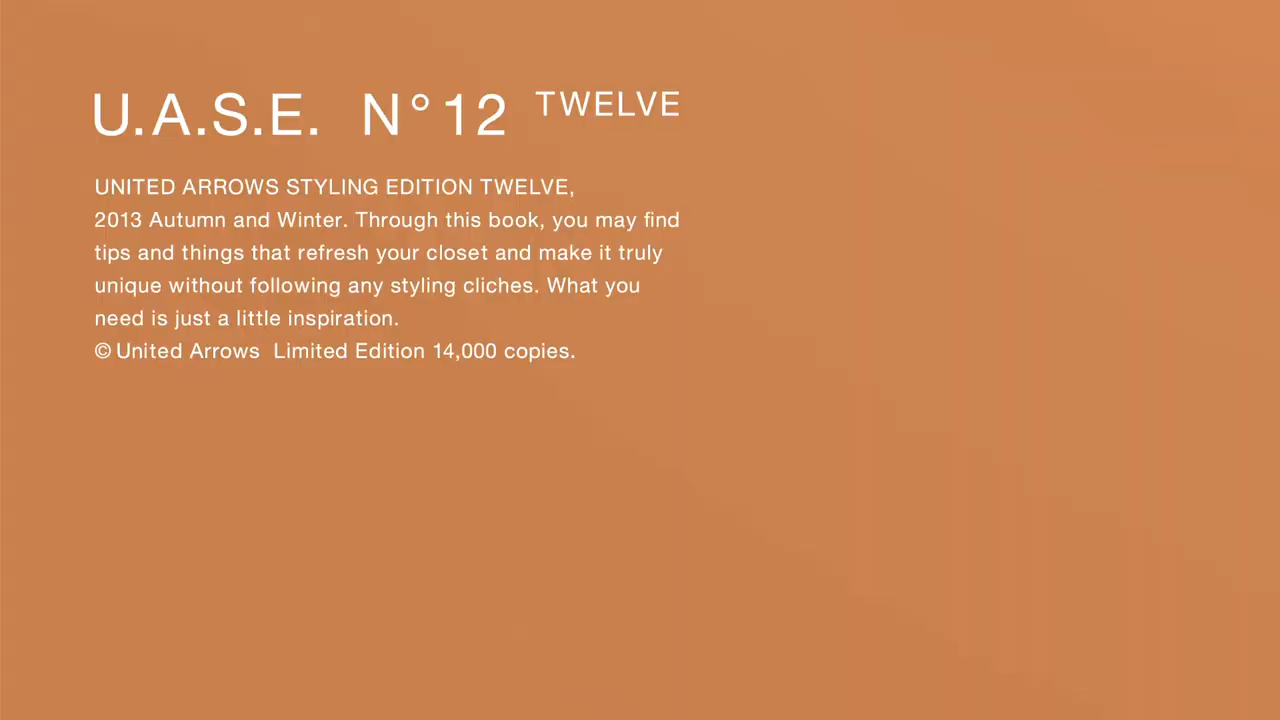 U.A.S.E. N°12 TWELVE
UNITED ARROWS STYLING EDITION TWELVE,
2013 Autumn and Winter. Through this book, you may find
tips and things that refresh your closet and make it truly
unique without following any styling cliches. What you
need is just a little inspiration.
© United Arrows Limited Edition 14,000 copies.